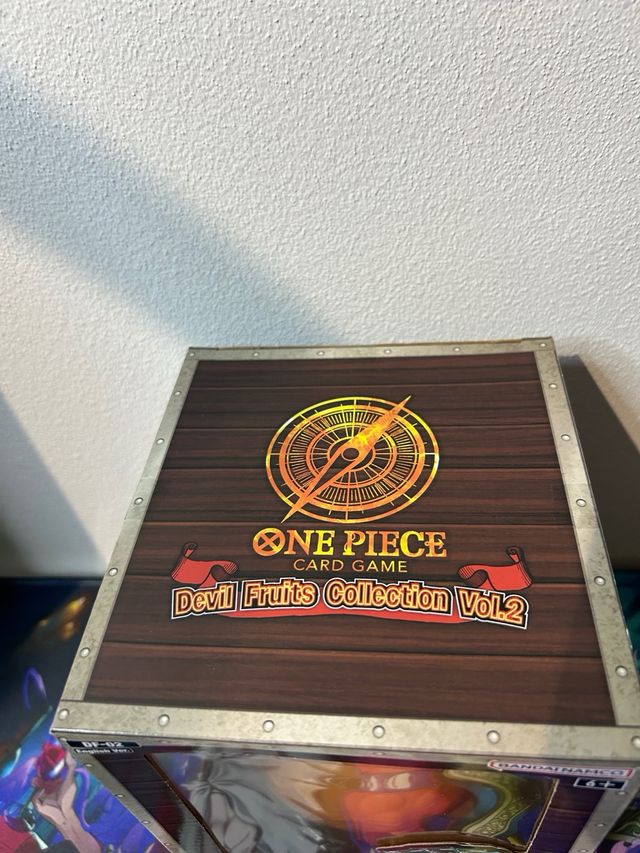 ONE PIECE
CARD GAME
Devil Fruits Collection Vol.2
DF-02
English Ver.
BANDAI NAMCO
6+